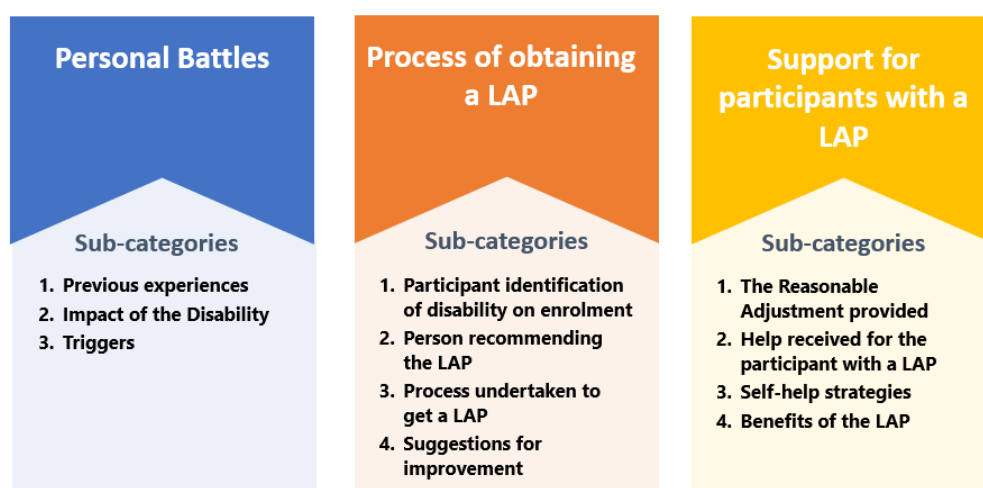 Personal Battles
Sub-categories
1. Previous experiences
2. Impact of the Disability
3. Triggers
Process of obtaining
a LAP
Sub-categories
1. Participant identification
of disability on enrolment
2. Person recommending
the LAP
3. Process undertaken to
get a LAP
4. Suggestions for
improvement
Support for
participants with a
LAP
Sub-categories
1. The Reasonable
Adjustment provided
2. Help received for the
participant with a LAP
3. Self-help strategies
4. Benefits of the LAP